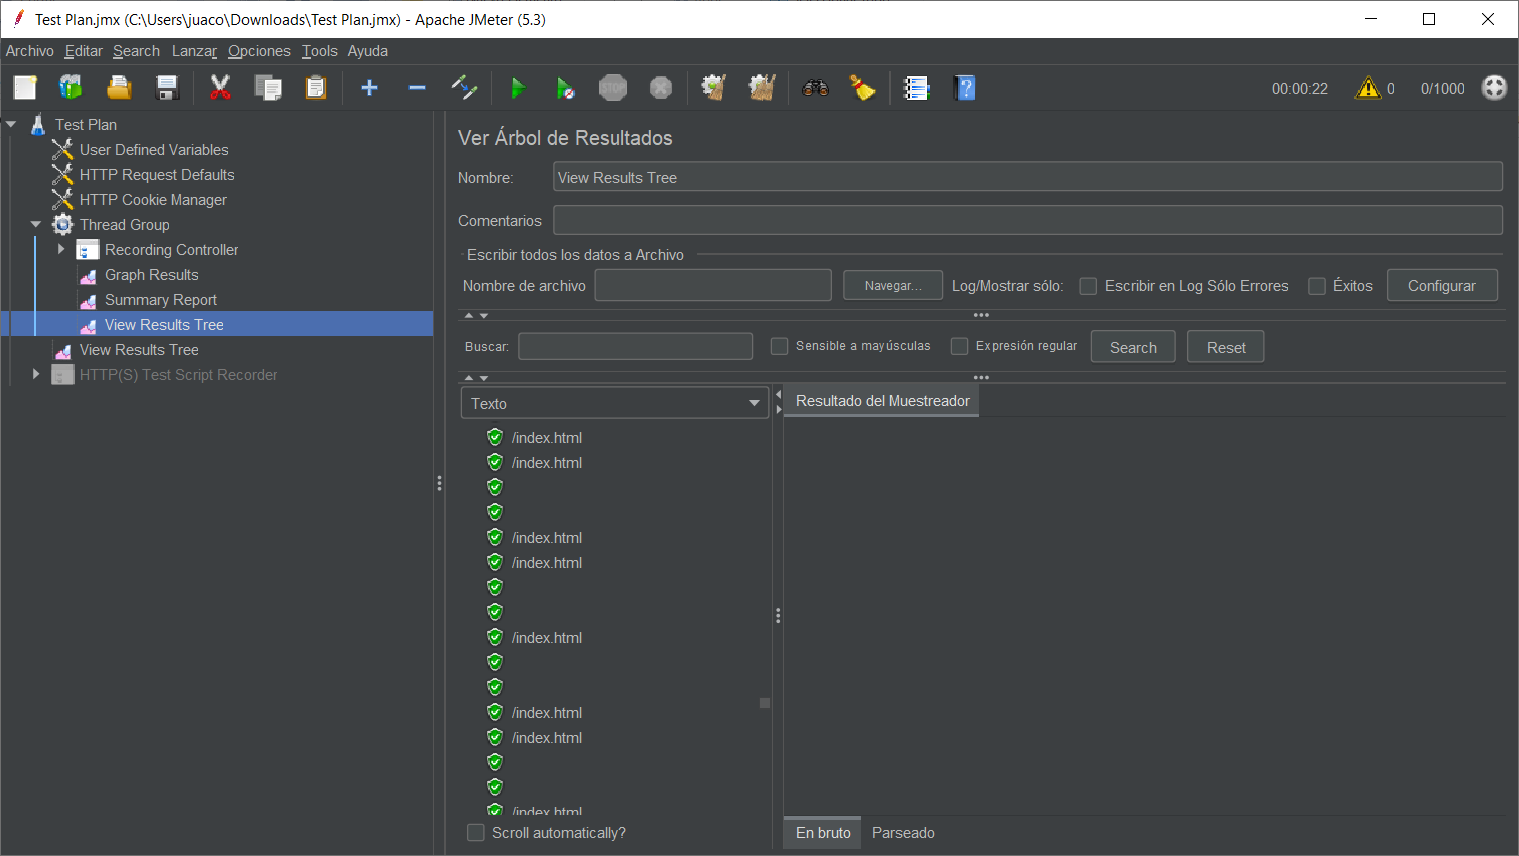 Test Plan.jmx (C:\Users\juaco\Downloads\Test Plan.jmx) - Apache JMeter (5.3)
Archivo Editar Search Lanzar Opciones Tools Ayuda
STOP
00:00:22 0 0/1000
Test Plan
User Defined Variables
HTTP Request Defaults
HTTP Cookie Manager
Thread Group
Recording Controller
Graph Results
Summary Report
View Results Tree
View Results Tree
HTTP(S) Test Script Recorder
Ver Árbol de Resultados
Nombre: View Results Tree
Comentarios
Escribir todos los datos a Archivo
Nombre de archivo Navegar... Log/Mostrar sólo: Escribir en Log Sólo Errores Éxitos Configurar
Buscar: Sensible a mayúsculas Expresión regular Search Reset
Texto
Resultado del Muestreador
/index.html
/index.html
/index.html
/index.html
/index.html
/index.html
/index.html
/index.html
Scroll automatically?
En bruto Parseado